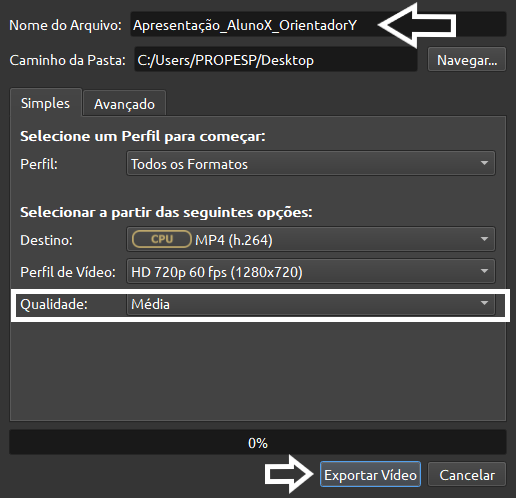 Nome do Arquivo: Apresentação_AlunoX_OrientadorY
Caminho da Pasta: C:/Users/PROPESP/Desktop Navegar...
Simples Avançado
Selecione um Perfil para começar:
Perfil: Todos os Formatos
Selecionar a partir das seguintes opções:
Destino: CPU MP4 (h.264)
Perfil de Vídeo: HD 720p 60 fps (1280x720)
Qualidade: Média
0%
Exportar Vídeo Cancelar